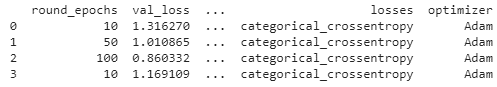 round_epochs val_loss ... losses optimizer
0 10 1.316270 ... categorical_crossentropy Adam
1 50 1.010865 ... categorical_crossentropy Adam
2 100 0.860332 ... categorical_crossentropy Adam
3 10 1.169109 ... categorical_crossentropy Adam